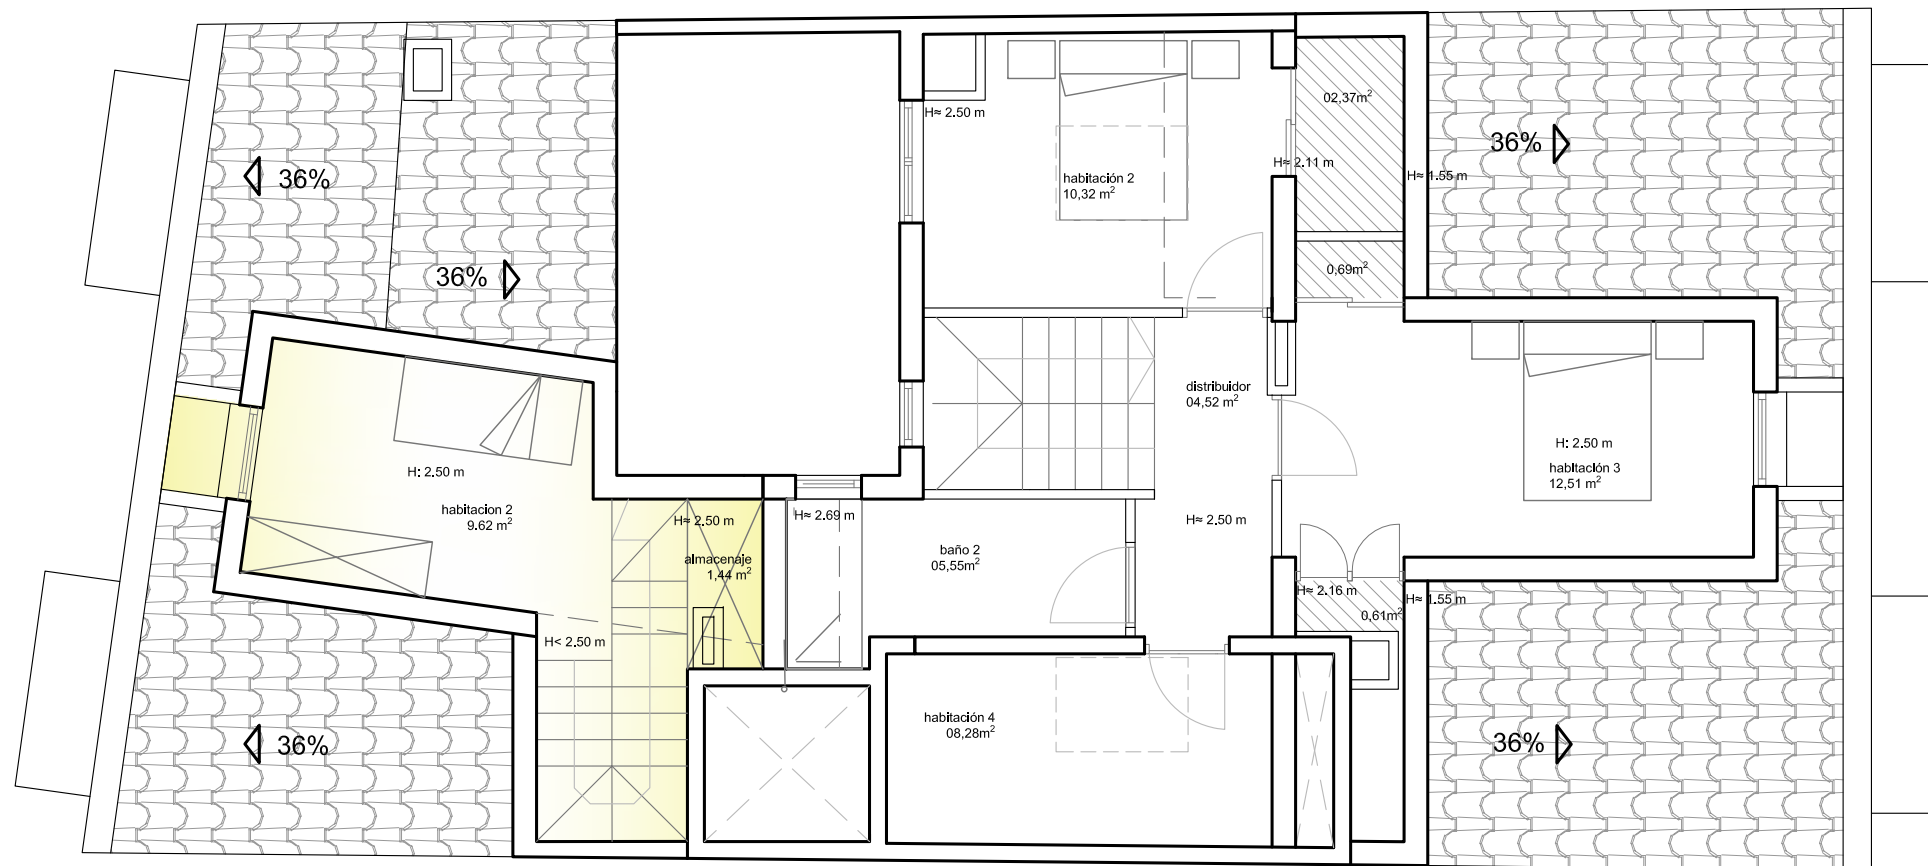 36%
36%
H≈ 2.50 m
habitación 2
10,32 m²
02,37m²
H≈ 2.11 m
H≈ 1.55 m
0,69m²
36%
H: 2.50 m
habitacion 2
9.62 m²
distribuidor
04,52 m²
H: 2.50 m
habitación 3
12,51 m²
H≈ 2.50 m
almacenaje
1,44 m²
H≈ 2.69 m
baño 2
05,55m²
H≈ 2.50 m
H≈ 2.16 m
H≈ 1.55 m
0,61m²
H< 2.50 m
36%
habitación 4
08,28m²
36%